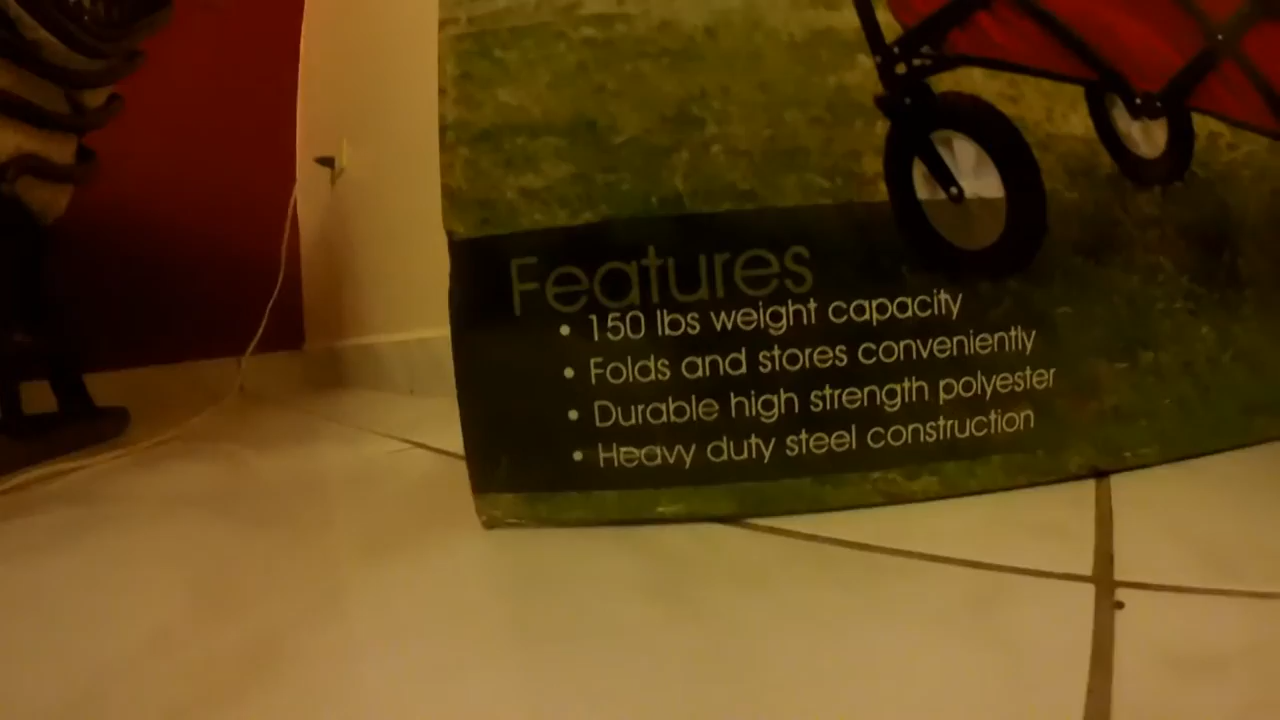 Features
• 150 lbs weight capacity
• Folds and stores conveniently
• Durable high strength polyester
• Heavy duty steel construction